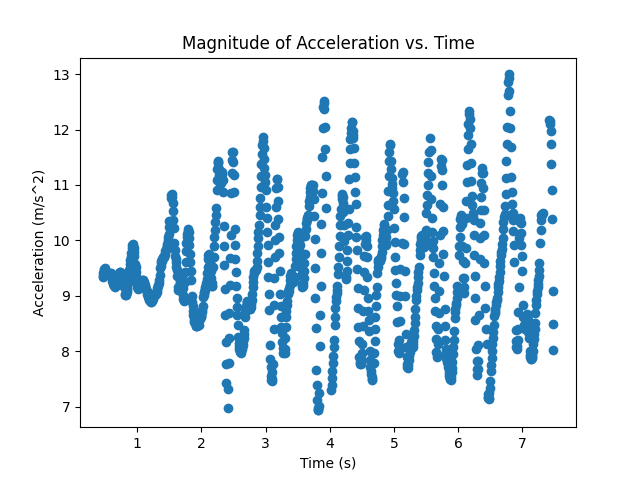 Magnitude of Acceleration vs. Time
Acceleration (m/s^2)
13
12
11
10
9
8
7
1 2 3 4 5 6 7
Time (s)